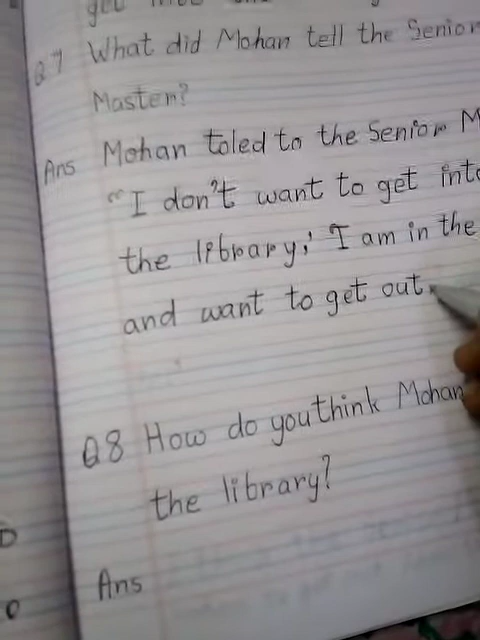 get
Q7 What did Mohan tell the Senior
Master?
Ans Mohan toled to the Senior M
"I don't want to get into
the library,' I am in the
and want to get out.
Q8 How do you think Mohan
the library?
Ans